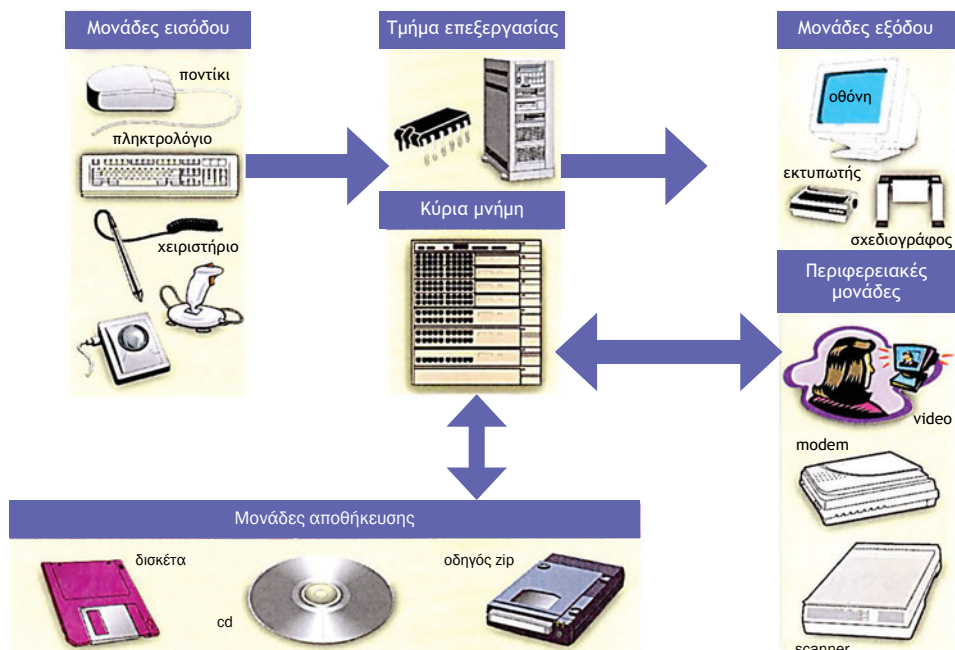 Μονάδες εισόδου
ποντίκι
πληκτρολόγιο
χειριστήριο
Τμήμα επεξεργασίας
Κύρια μνήμη
Μονάδες εξόδου
οθόνη
εκτυπωτής
σχεδιογράφος
Περιφερειακές
μονάδες
video
modem
scanner
Μονάδες αποθήκευσης
δισκέτα
cd
οδηγός zip